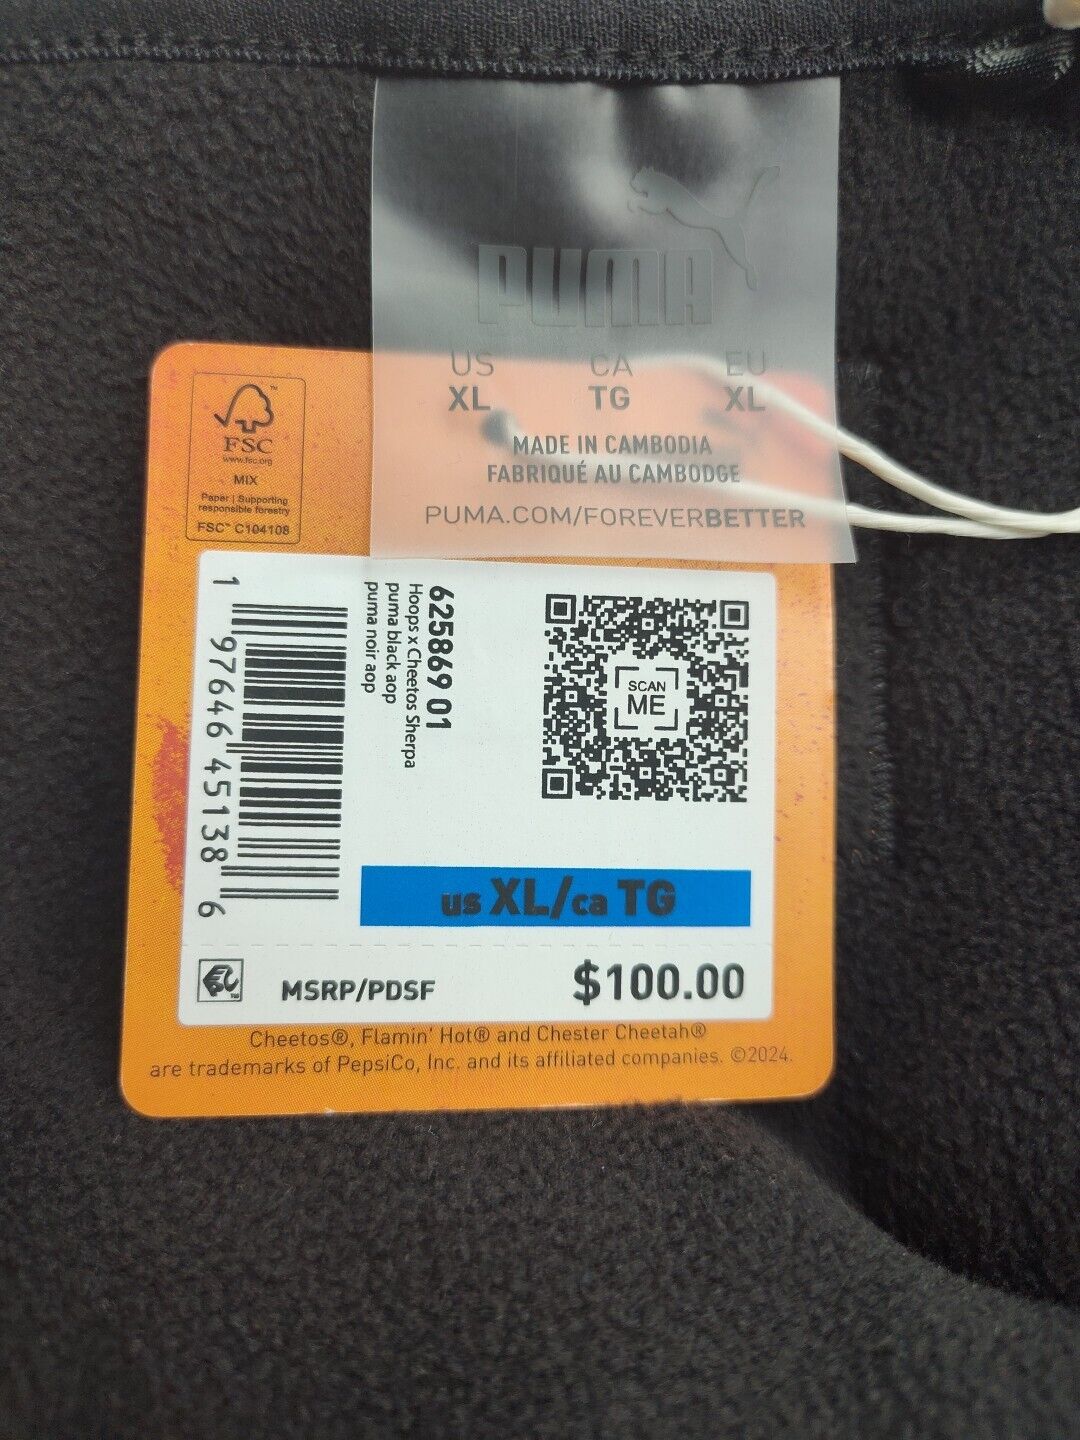 PUMA
US CA EU
XL TG XL
MADE IN CAMBODIA
FABRIQUÉ AU CAMBODGE
PUMA.COM/FOREVERBETTER
FSC
www.fsc.org
MIX
Paper | Supporting
responsible forestry
FSC™ C104108
625869 01
Hoops x Cheetos Sherpa
puma black aop
puma noir aop
1 97646 45138 6
SCAN
ME
us XL/ca TG
MSRP/PDSF $100.00
Cheetos®, Flamin' Hot® and Chester Cheetah®
are trademarks of PepsiCo, Inc. and its affiliated companies. ©2024.